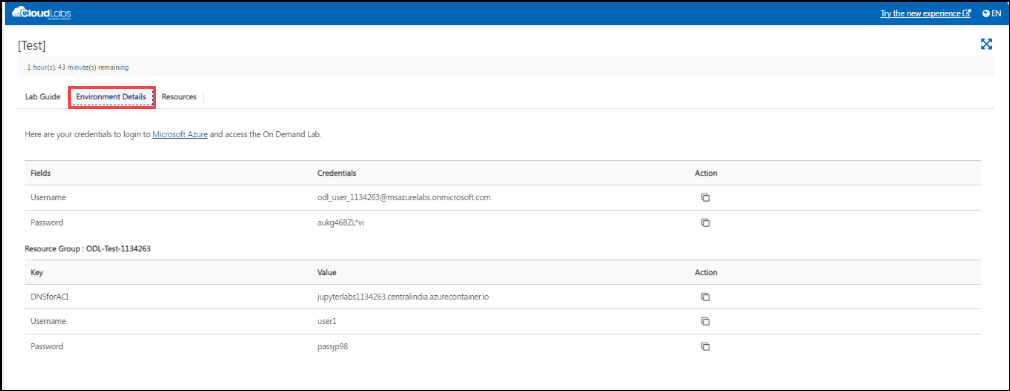 CloudLabs
Try the new experience
EN
[Test]
1 hour(s), 43 minute(s) remaining
Lab Guide Environment Details Resources
Here are your credentials to login to Microsoft Azure and access the On Demand Lab.
Fields Credentials Action
Username odl_user_1134263@msazurelabs.onmicrosoft.com
Password aukg46BZL*vi
Resource Group : ODL-Test-1134263
Key Value Action
DNSforACI jupyterlabs1134263.centralindia.azurecontainer.io
Username user1
Password passjp98